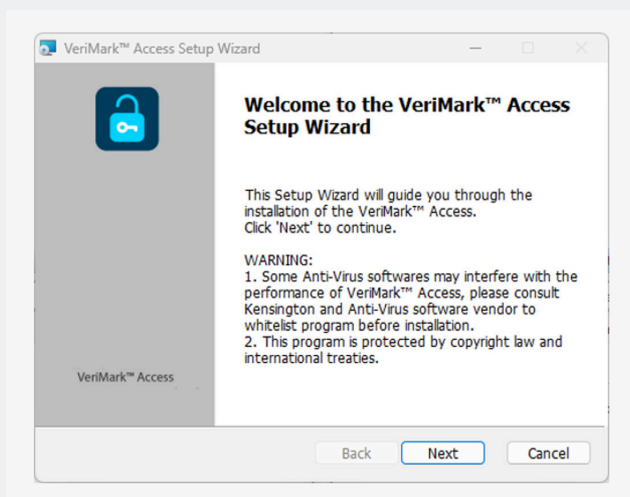 VeriMark™ Access Setup Wizard
Welcome to the VeriMark™ Access
Setup Wizard
This Setup Wizard will guide you through the
installation of the VeriMark™ Access.
Click 'Next' to continue.
WARNING:
1. Some Anti-Virus softwares may interfere with the
performance of VeriMark™ Access, please consult
Kensington and Anti-Virus software vendor to
whitelist program before installation.
2. This program is protected by copyright law and
international treaties.
VeriMark™ Access
Back
Next
Cancel